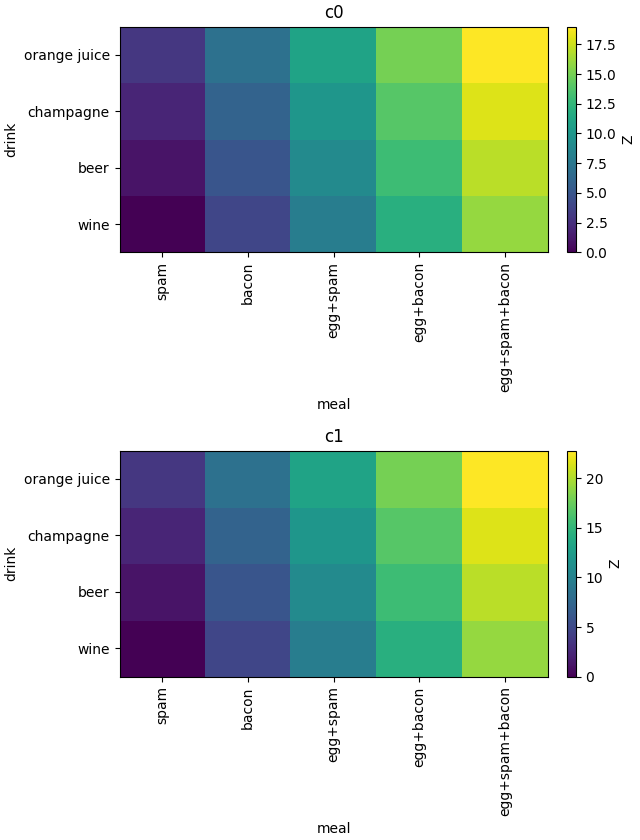 c0
orange juice
champagne
beer
wine
drink
spam
bacon
egg+spam
egg+bacon
egg+spam+bacon
meal
17.5
15.0
12.5
10.0
7.5
5.0
2.5
0.0
Z
c1
orange juice
champagne
beer
wine
drink
spam
bacon
egg+spam
egg+bacon
egg+spam+bacon
meal
20
15
10
5
0
Z